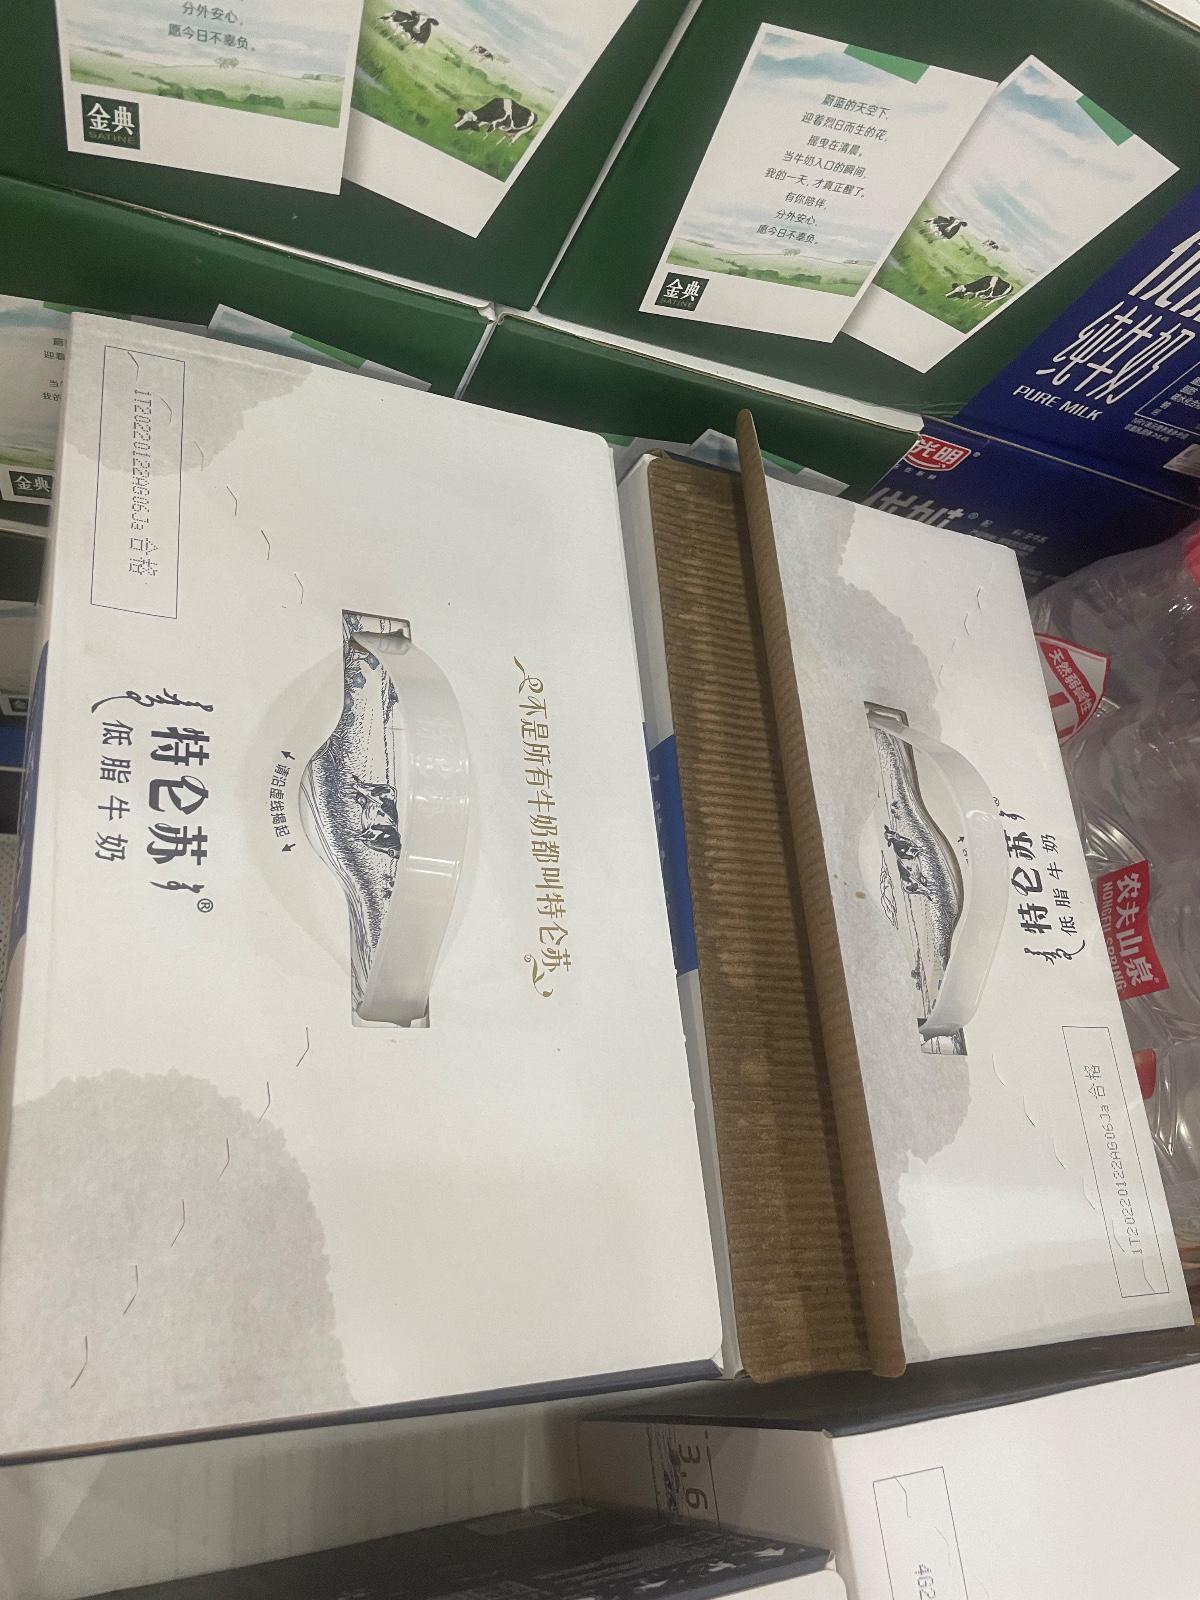 分外安心，
愿今日不辜负。
金典
SATINE
蔚蓝的天空下，
迎着烈日而生的花，
摇曳在清晨。
当牛奶入口的瞬间，
我的一天，才真正醒了。
有你陪伴，
分外安心，
愿今日不辜负。
金典
SATINE
纯牛奶
PURE MILK
光明
金典
1T20220122AG06Ja 合格
特仑苏®
低脂牛奶
请沿虚线揭起
不是所有牛奶都叫特仑苏
特仑苏
低脂牛奶
1T20220122AG06Ja 合格
天然弱碱性
农夫山泉
NONGFU SPRING
3.6